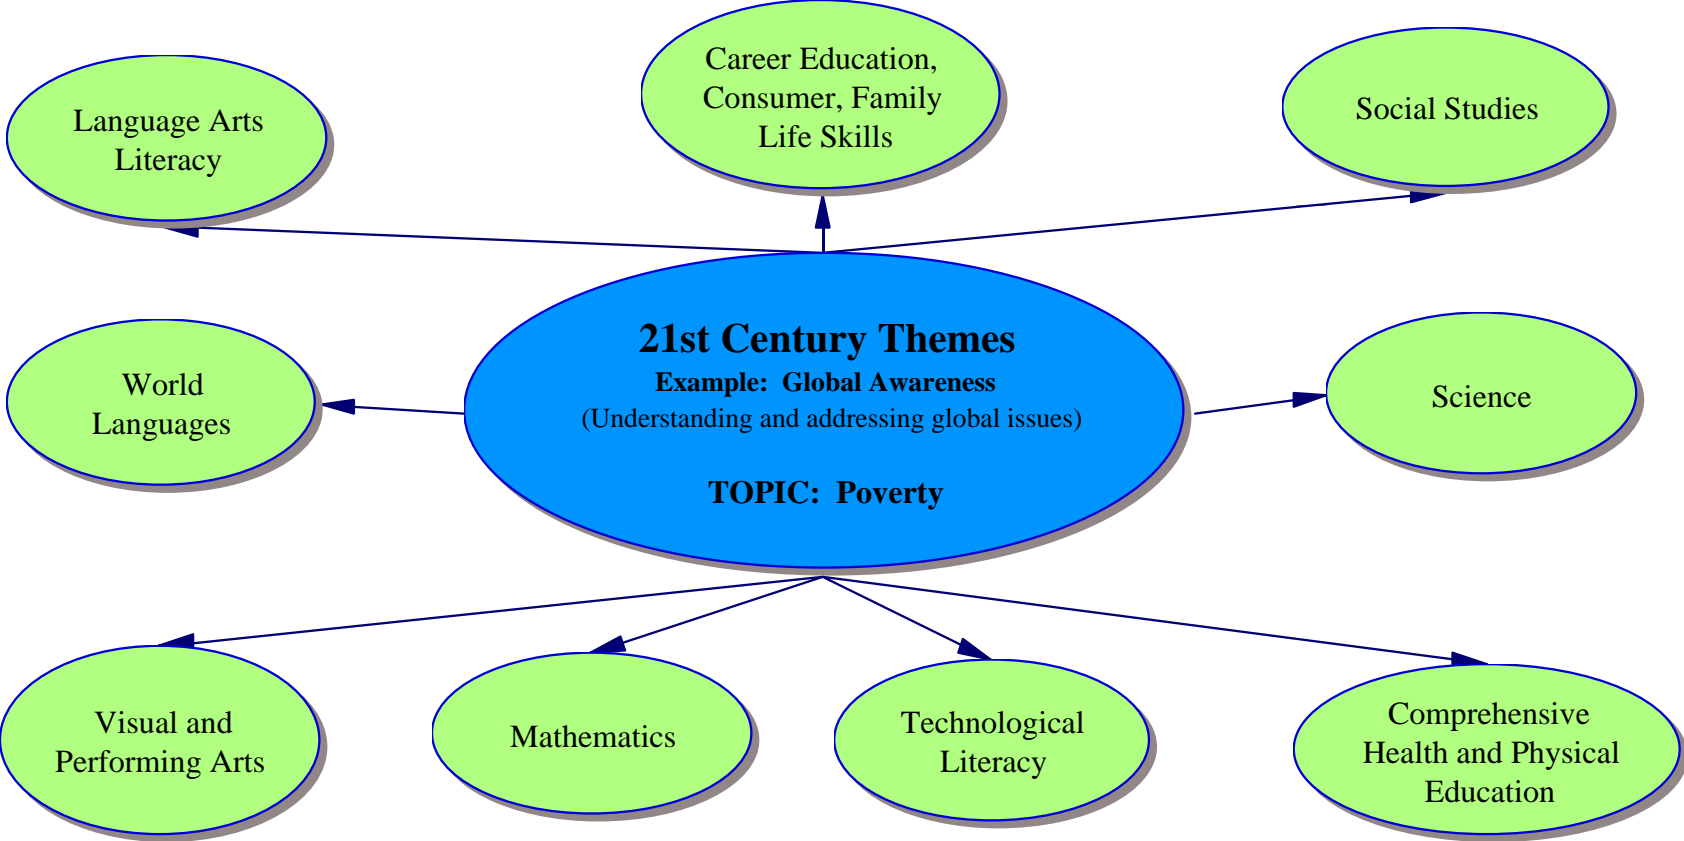 Career Education,
Consumer, Family
Life Skills
Language Arts
Literacy
Social Studies
21st Century Themes
Example:  Global Awareness
(Understanding and addressing global issues)
TOPIC:  Poverty
World
Languages
Science
Visual and
Performing Arts
Mathematics
Technological
Literacy
Comprehensive
Health and Physical
Education